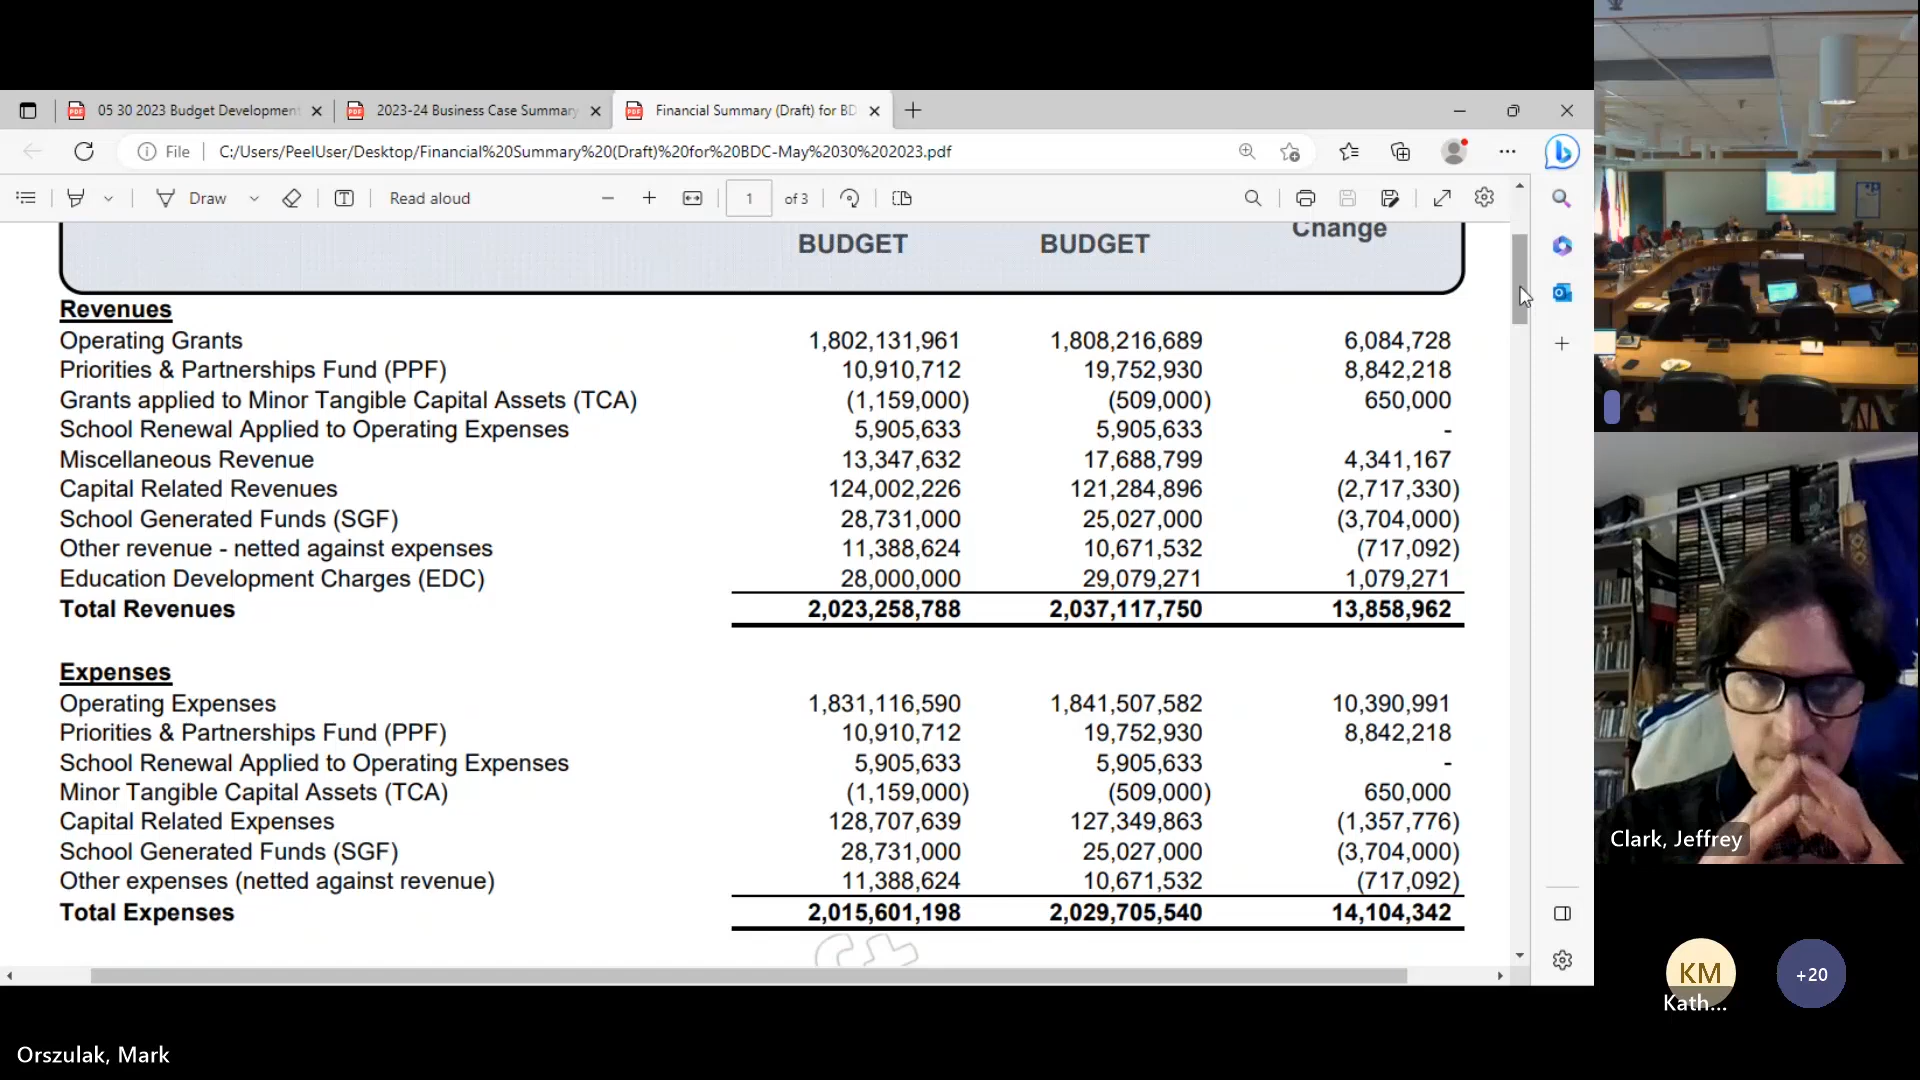 05 30 2023 Budget Development
2023-24 Business Case Summary
Financial Summary (Draft) for BD
File
C:/Users/PeelUser/Desktop/Financial%20Summary%20(Draft)%20for%20BDC-May%2030%202023.pdf
Draw
Read aloud
1 of 3
BUDGET BUDGET Change
Revenues
Operating Grants 1,802,131,961 1,808,216,689 6,084,728
Priorities & Partnerships Fund (PPF) 10,910,712 19,752,930 8,842,218
Grants applied to Minor Tangible Capital Assets (TCA) (1,159,000) (509,000) 650,000
School Renewal Applied to Operating Expenses 5,905,633 5,905,633 -
Miscellaneous Revenue 13,347,632 17,688,799 4,341,167
Capital Related Revenues 124,002,226 121,284,896 (2,717,330)
School Generated Funds (SGF) 28,731,000 25,027,000 (3,704,000)
Other revenue - netted against expenses 11,388,624 10,671,532 (717,092)
Education Development Charges (EDC) 28,000,000 29,079,271 1,079,271
Total Revenues 2,023,258,788 2,037,117,750 13,858,962
Expenses
Operating Expenses 1,831,116,590 1,841,507,582 10,390,991
Priorities & Partnerships Fund (PPF) 10,910,712 19,752,930 8,842,218
School Renewal Applied to Operating Expenses 5,905,633 5,905,633 -
Minor Tangible Capital Assets (TCA) (1,159,000) (509,000) 650,000
Capital Related Expenses 128,707,639 127,349,863 (1,357,776)
School Generated Funds (SGF) 28,731,000 25,027,000 (3,704,000)
Other expenses (netted against revenue) 11,388,624 10,671,532 (717,092)
Total Expenses 2,015,601,198 2,029,705,540 14,104,342
Clark, Jeffrey
KM
Kath...
+20
Orszulak, Mark